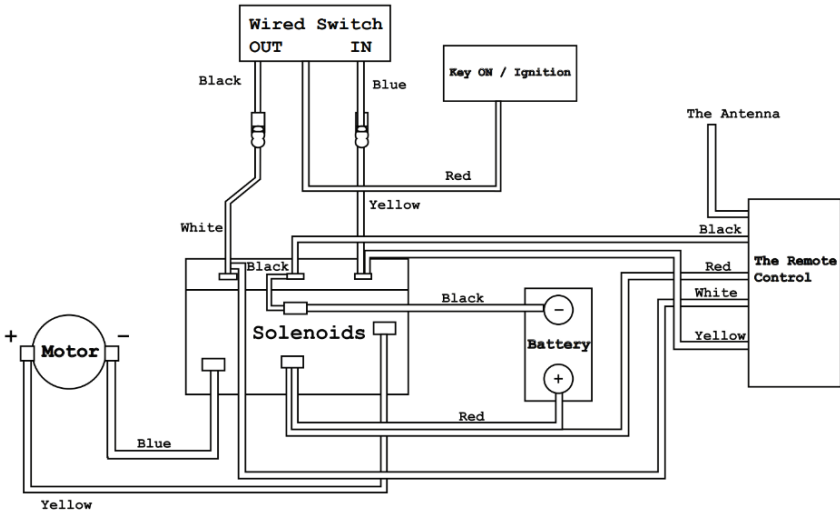 Wired Switch
OUT IN
Black
Blue
Key ON / Ignition
The Antenna
Red
Yellow
White
Black
Black
The Remote
Control
Red
White
Black
Solenoids
+ Motor −
−
Battery
+
Yellow
Red
Blue
Yellow